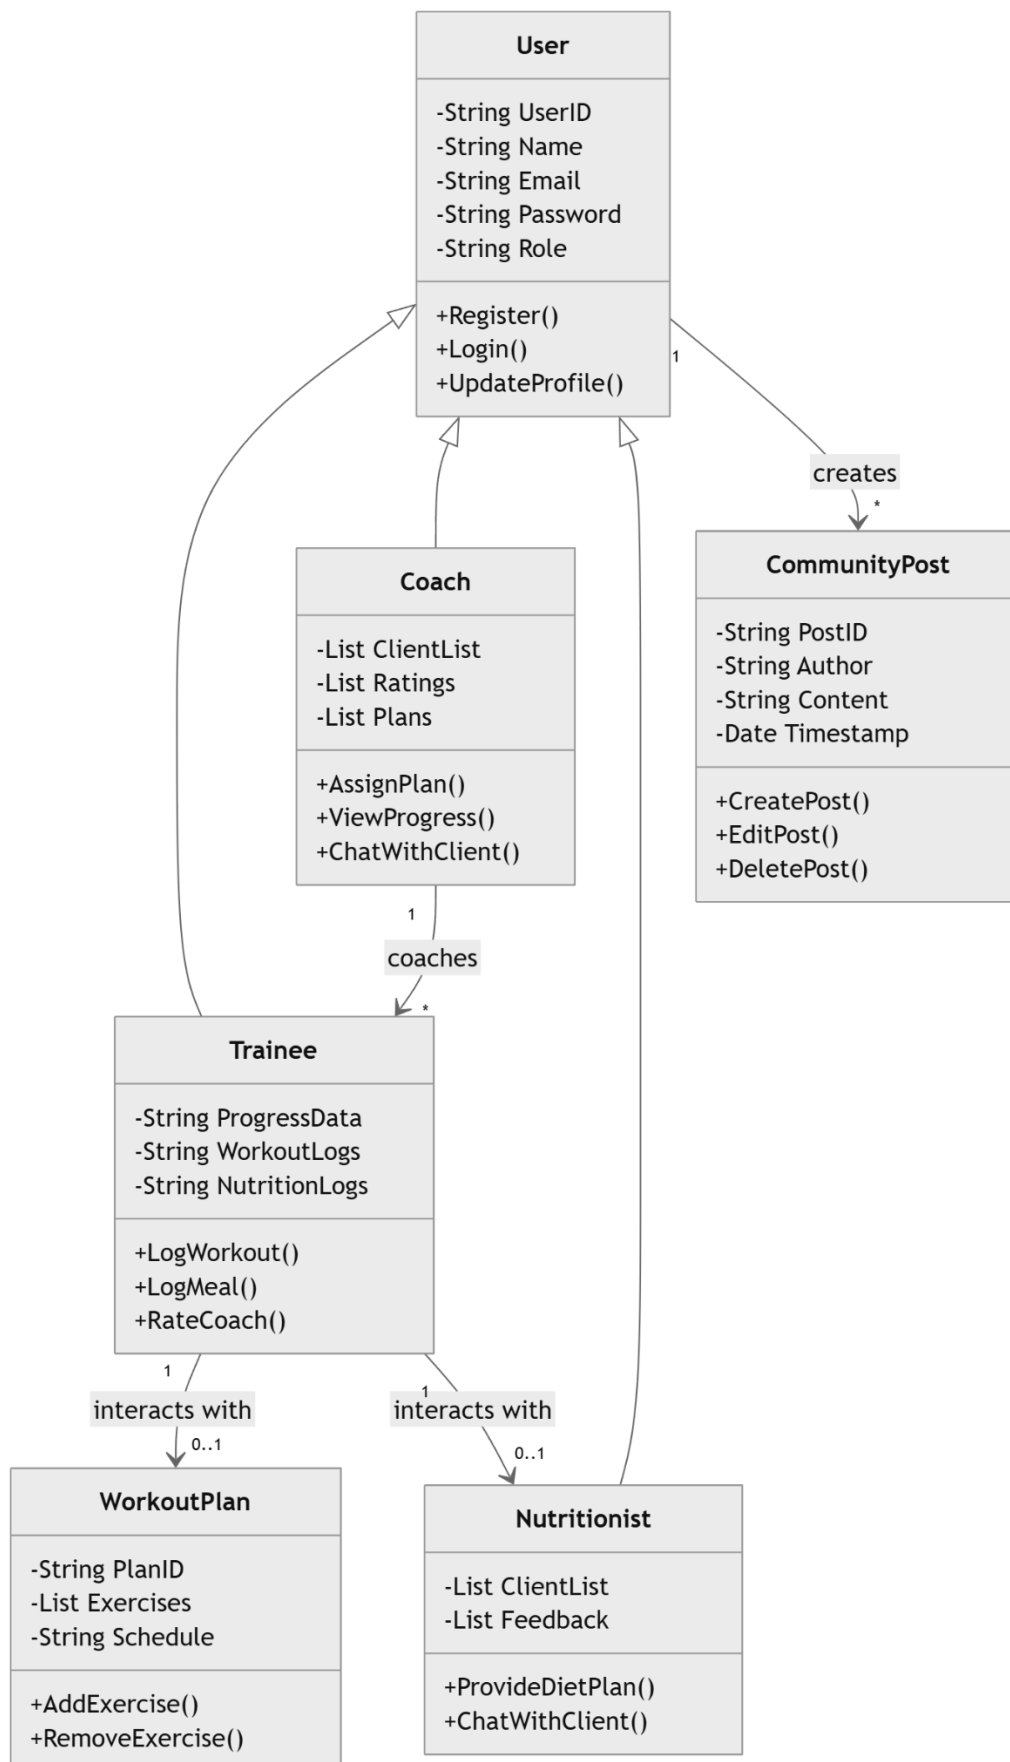 User
-String UserID
-String Name
-String Email
-String Password
-String Role
+Register()
+Login()
+UpdateProfile()
1
creates
*
Coach
-List ClientList
-List Ratings
-List Plans
+AssignPlan()
+ViewProgress()
+ChatWithClient()
CommunityPost
-String PostID
-String Author
-String Content
-Date Timestamp
+CreatePost()
+EditPost()
+DeletePost()
1
coaches
*
Trainee
-String ProgressData
-String WorkoutLogs
-String NutritionLogs
+LogWorkout()
+LogMeal()
+RateCoach()
1
interacts with
0..1
1
interacts with
0..1
WorkoutPlan
-String PlanID
-List Exercises
-String Schedule
+AddExercise()
+RemoveExercise()
Nutritionist
-List ClientList
-List Feedback
+ProvideDietPlan()
+ChatWithClient()